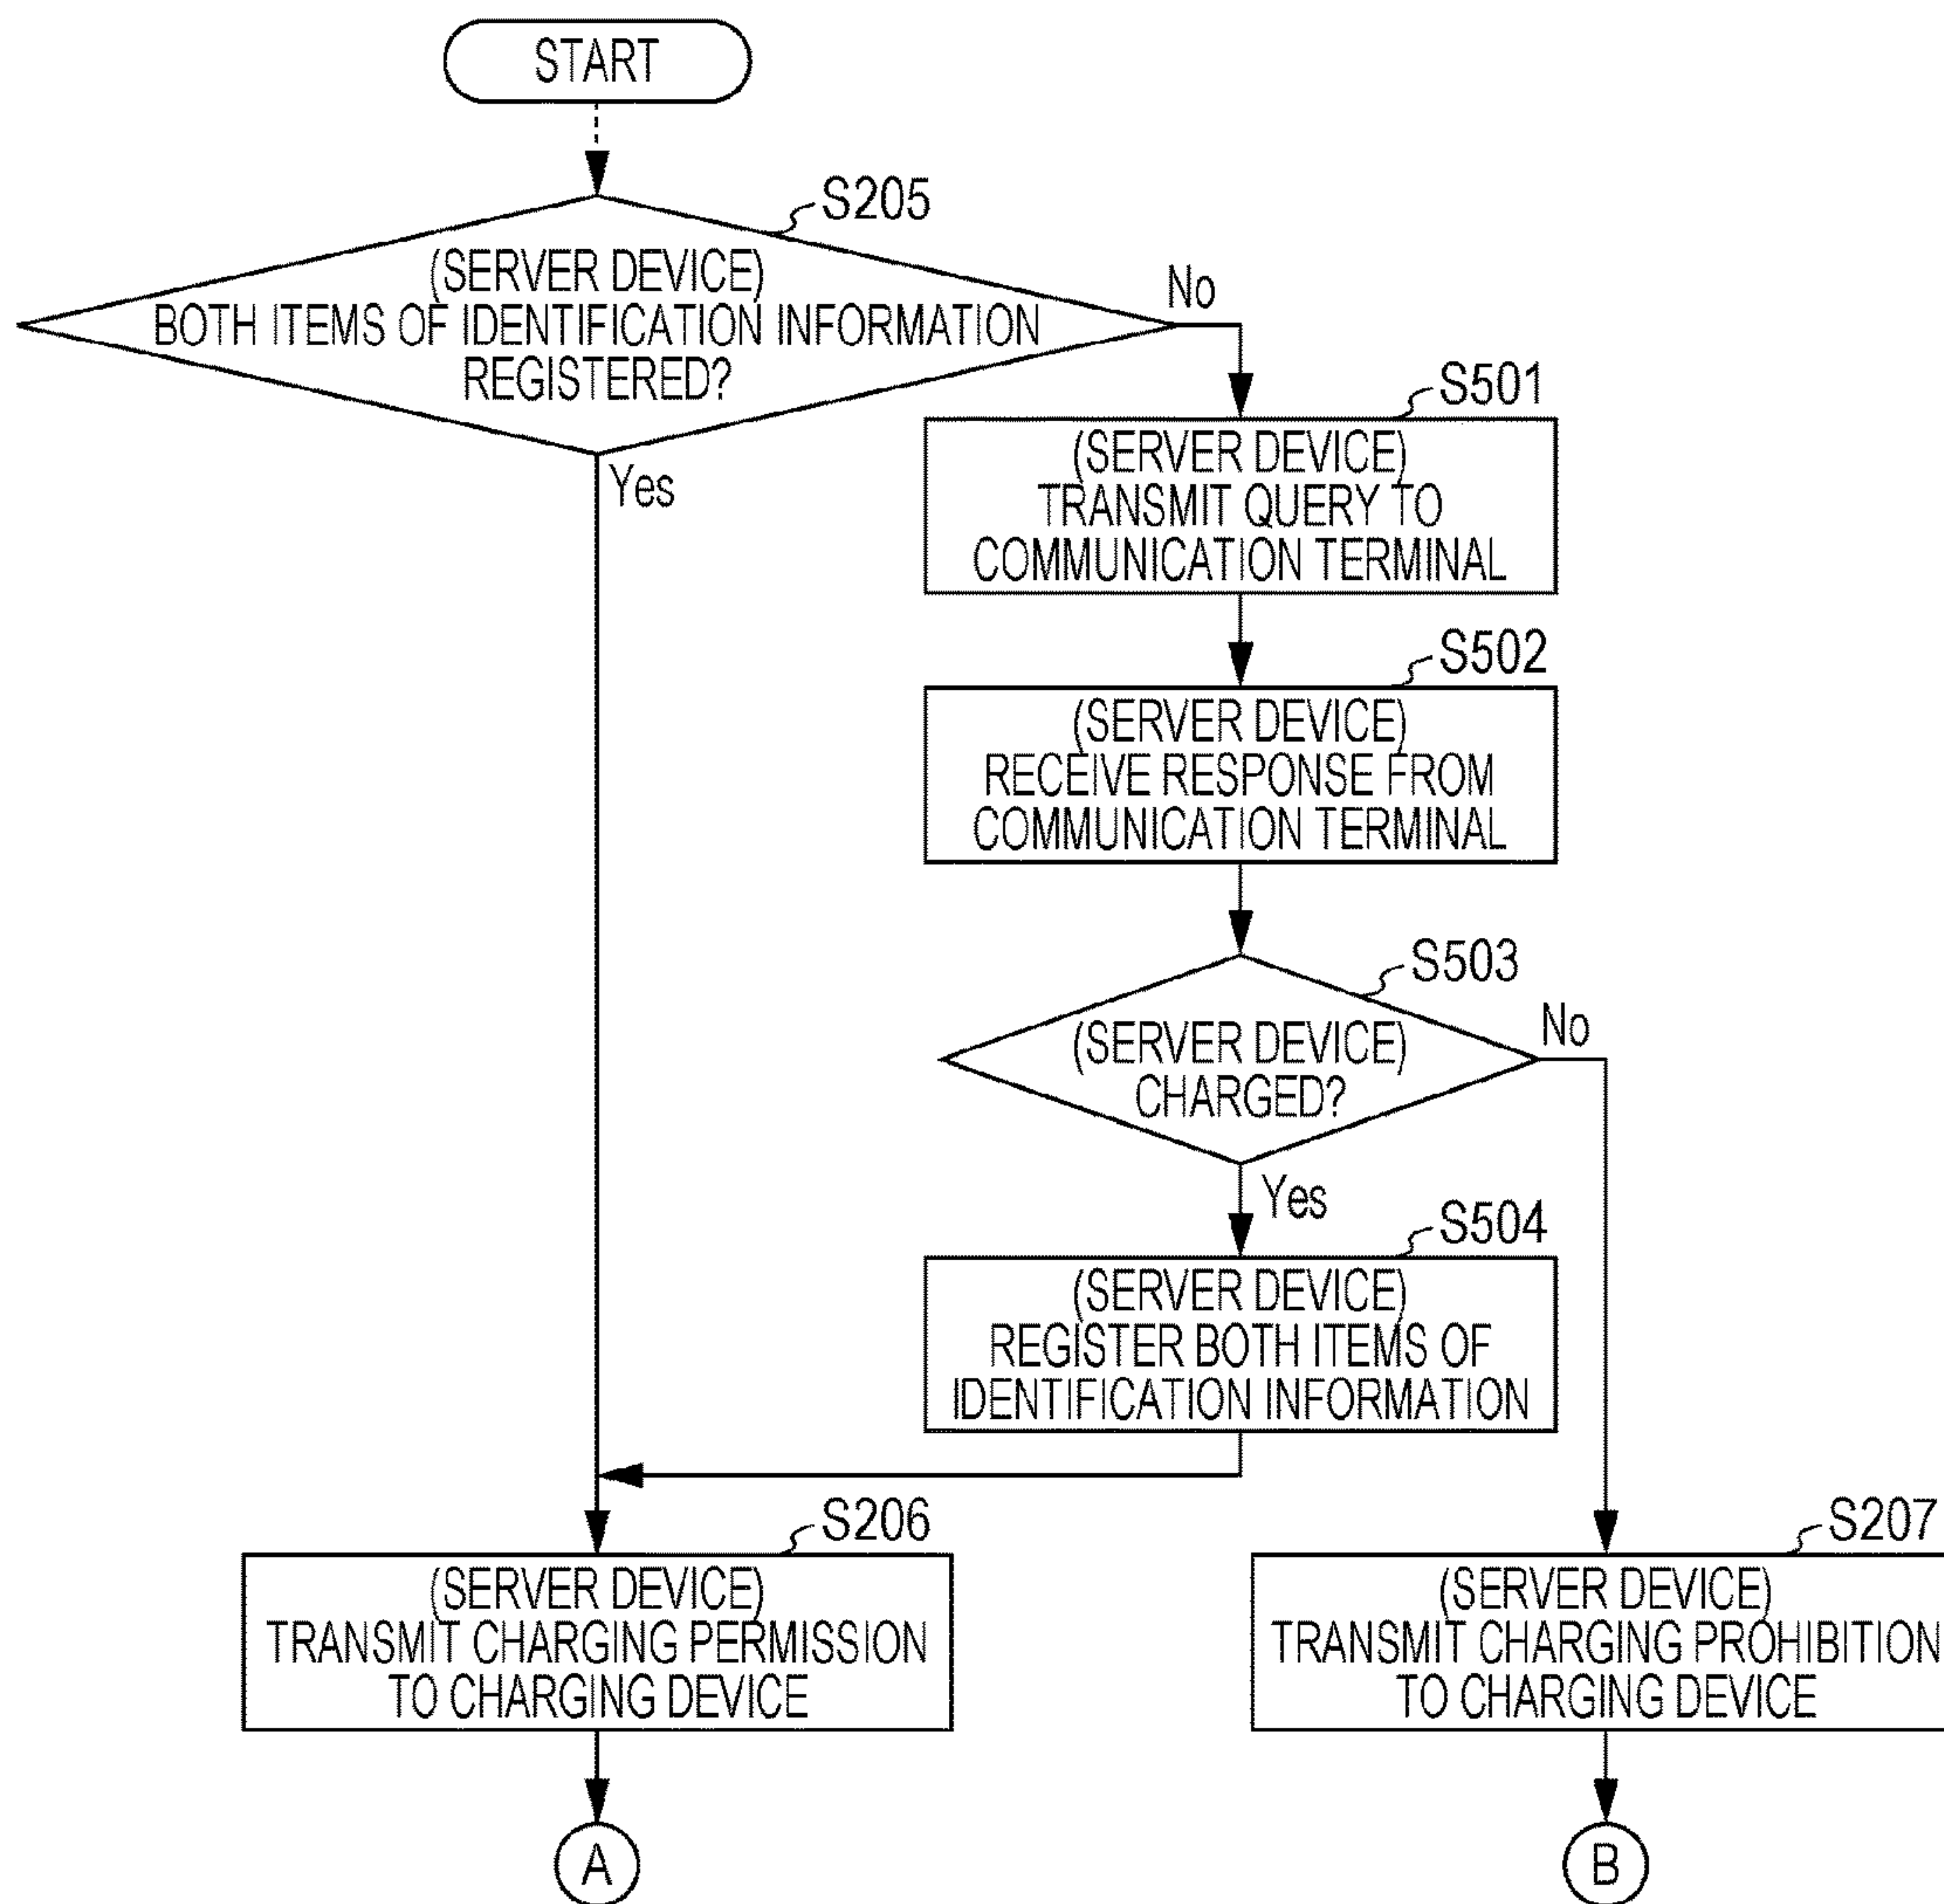 START
S205
(SERVER DEVICE)
BOTH ITEMS OF IDENTIFICATION INFORMATION
REGISTERED?
No
Yes
S501
(SERVER DEVICE)
TRANSMIT QUERY TO
COMMUNICATION TERMINAL
S502
(SERVER DEVICE)
RECEIVE RESPONSE FROM
COMMUNICATION TERMINAL
S503
(SERVER DEVICE)
CHARGED?
No
Yes
S504
(SERVER DEVICE)
REGISTER BOTH ITEMS OF
IDENTIFICATION INFORMATION
S206
(SERVER DEVICE)
TRANSMIT CHARGING PERMISSION
TO CHARGING DEVICE
S207
(SERVER DEVICE)
TRANSMIT CHARGING PROHIBITION
TO CHARGING DEVICE
A
B